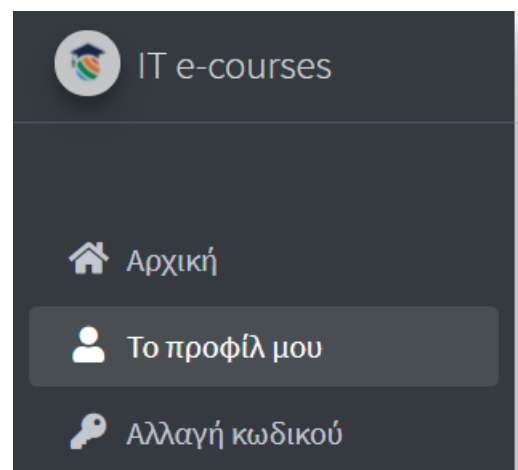 IT e-courses
Αρχική
Το προφίλ μου
Αλλαγή κωδικού